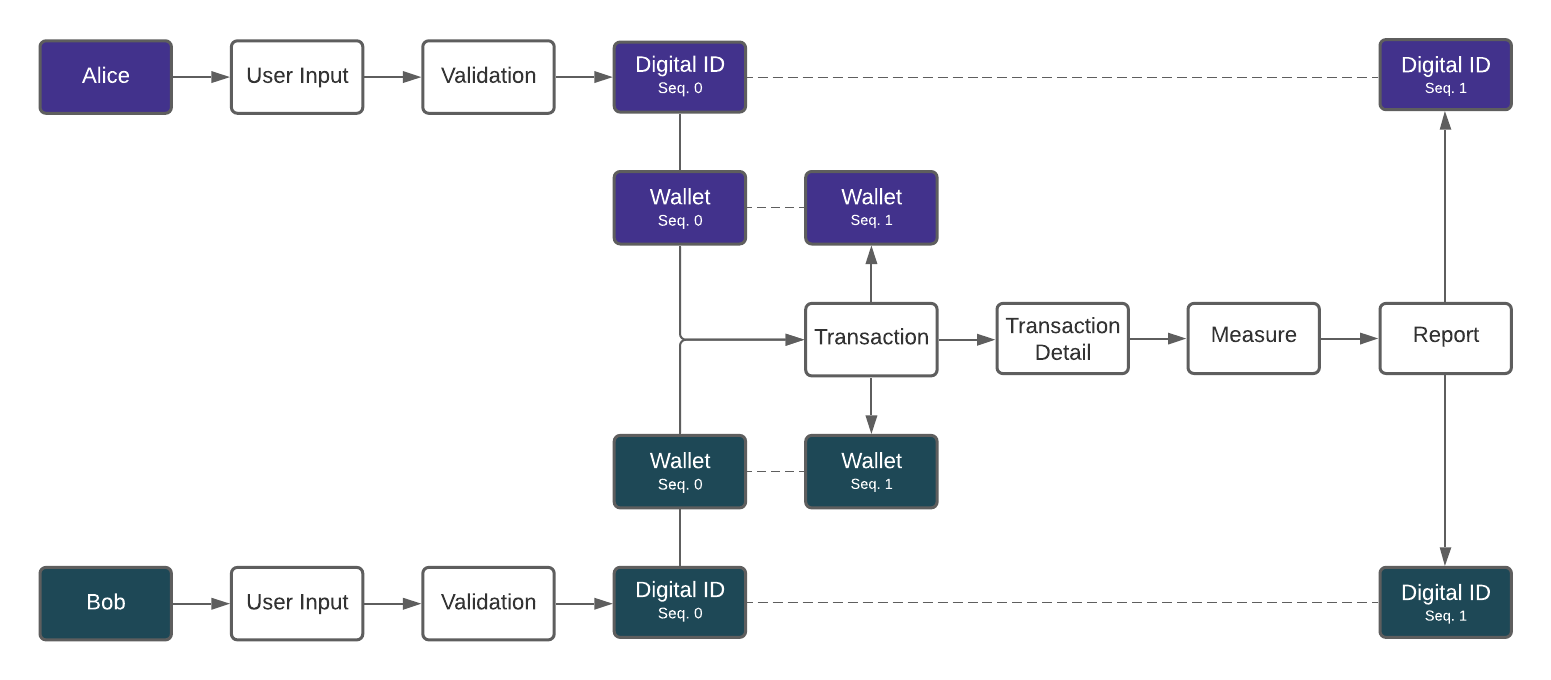 Alice
User Input
Validation
Digital ID
Seq. 0
Digital ID
Seq. 1
Wallet
Seq. 0
Wallet
Seq. 1
Transaction
Transaction
Detail
Measure
Report
Wallet
Seq. 0
Wallet
Seq. 1
Bob
User Input
Validation
Digital ID
Seq. 0
Digital ID
Seq. 1